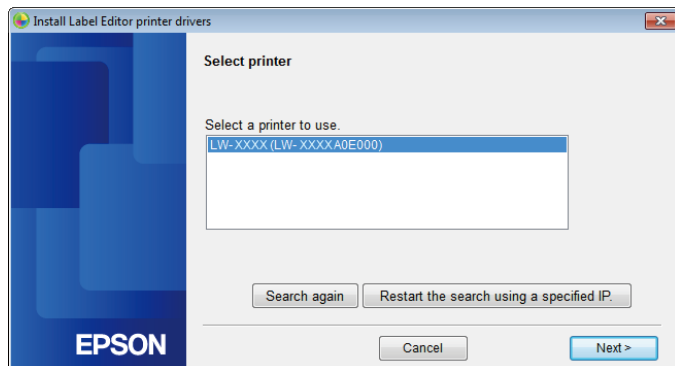 Install Label Editor printer drivers
Select printer
Select a printer to use.
LW-XXXX (LW-XXXXA0E000)
Search again
Restart the search using a specified IP.
EPSON
Cancel
Next >